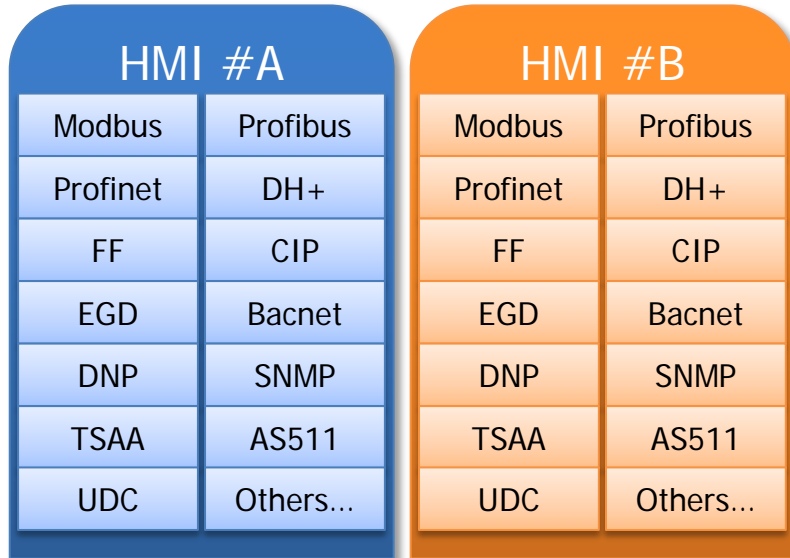 HMI #A HMI #B
Modbus Profibus Modbus Profibus
Profinet DH+ Profinet DH+
FF CIP FF CIP
EGD Bacnet EGD Bacnet
DNP SNMP DNP SNMP
TSAA AS511 TSAA AS511
UDC Others... UDC Others...